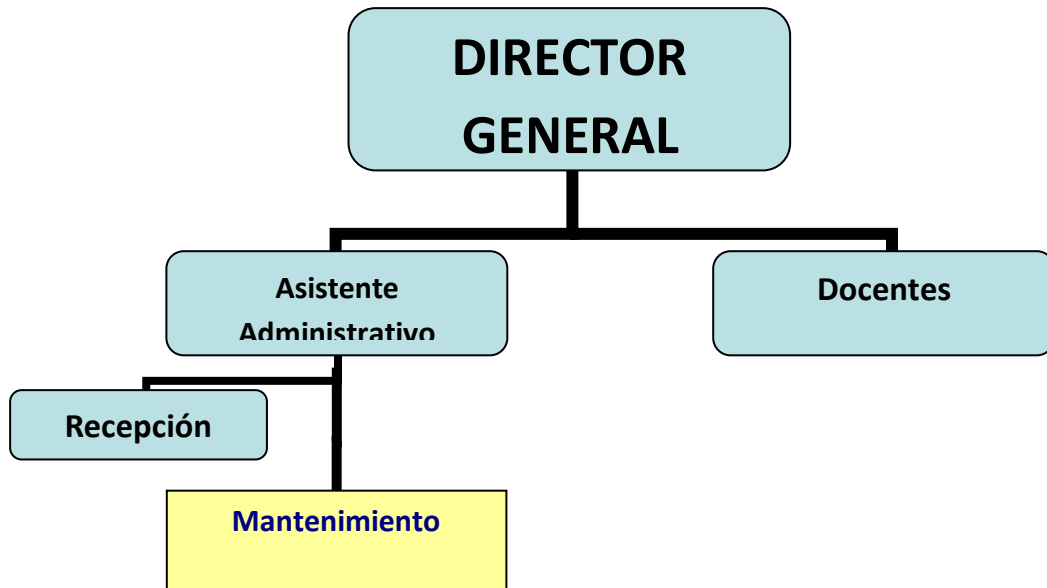 DIRECTOR
GENERAL
Asistente
Administrativo
Docentes
Recepción
Mantenimiento